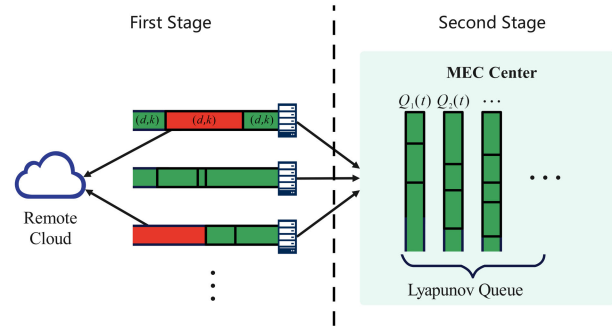 First Stage
Second Stage
MEC Center
Q₁(t) Q₂(t) ···
(d,k) (d,k) (d,k)
Remote
Cloud
Lyapunov Queue